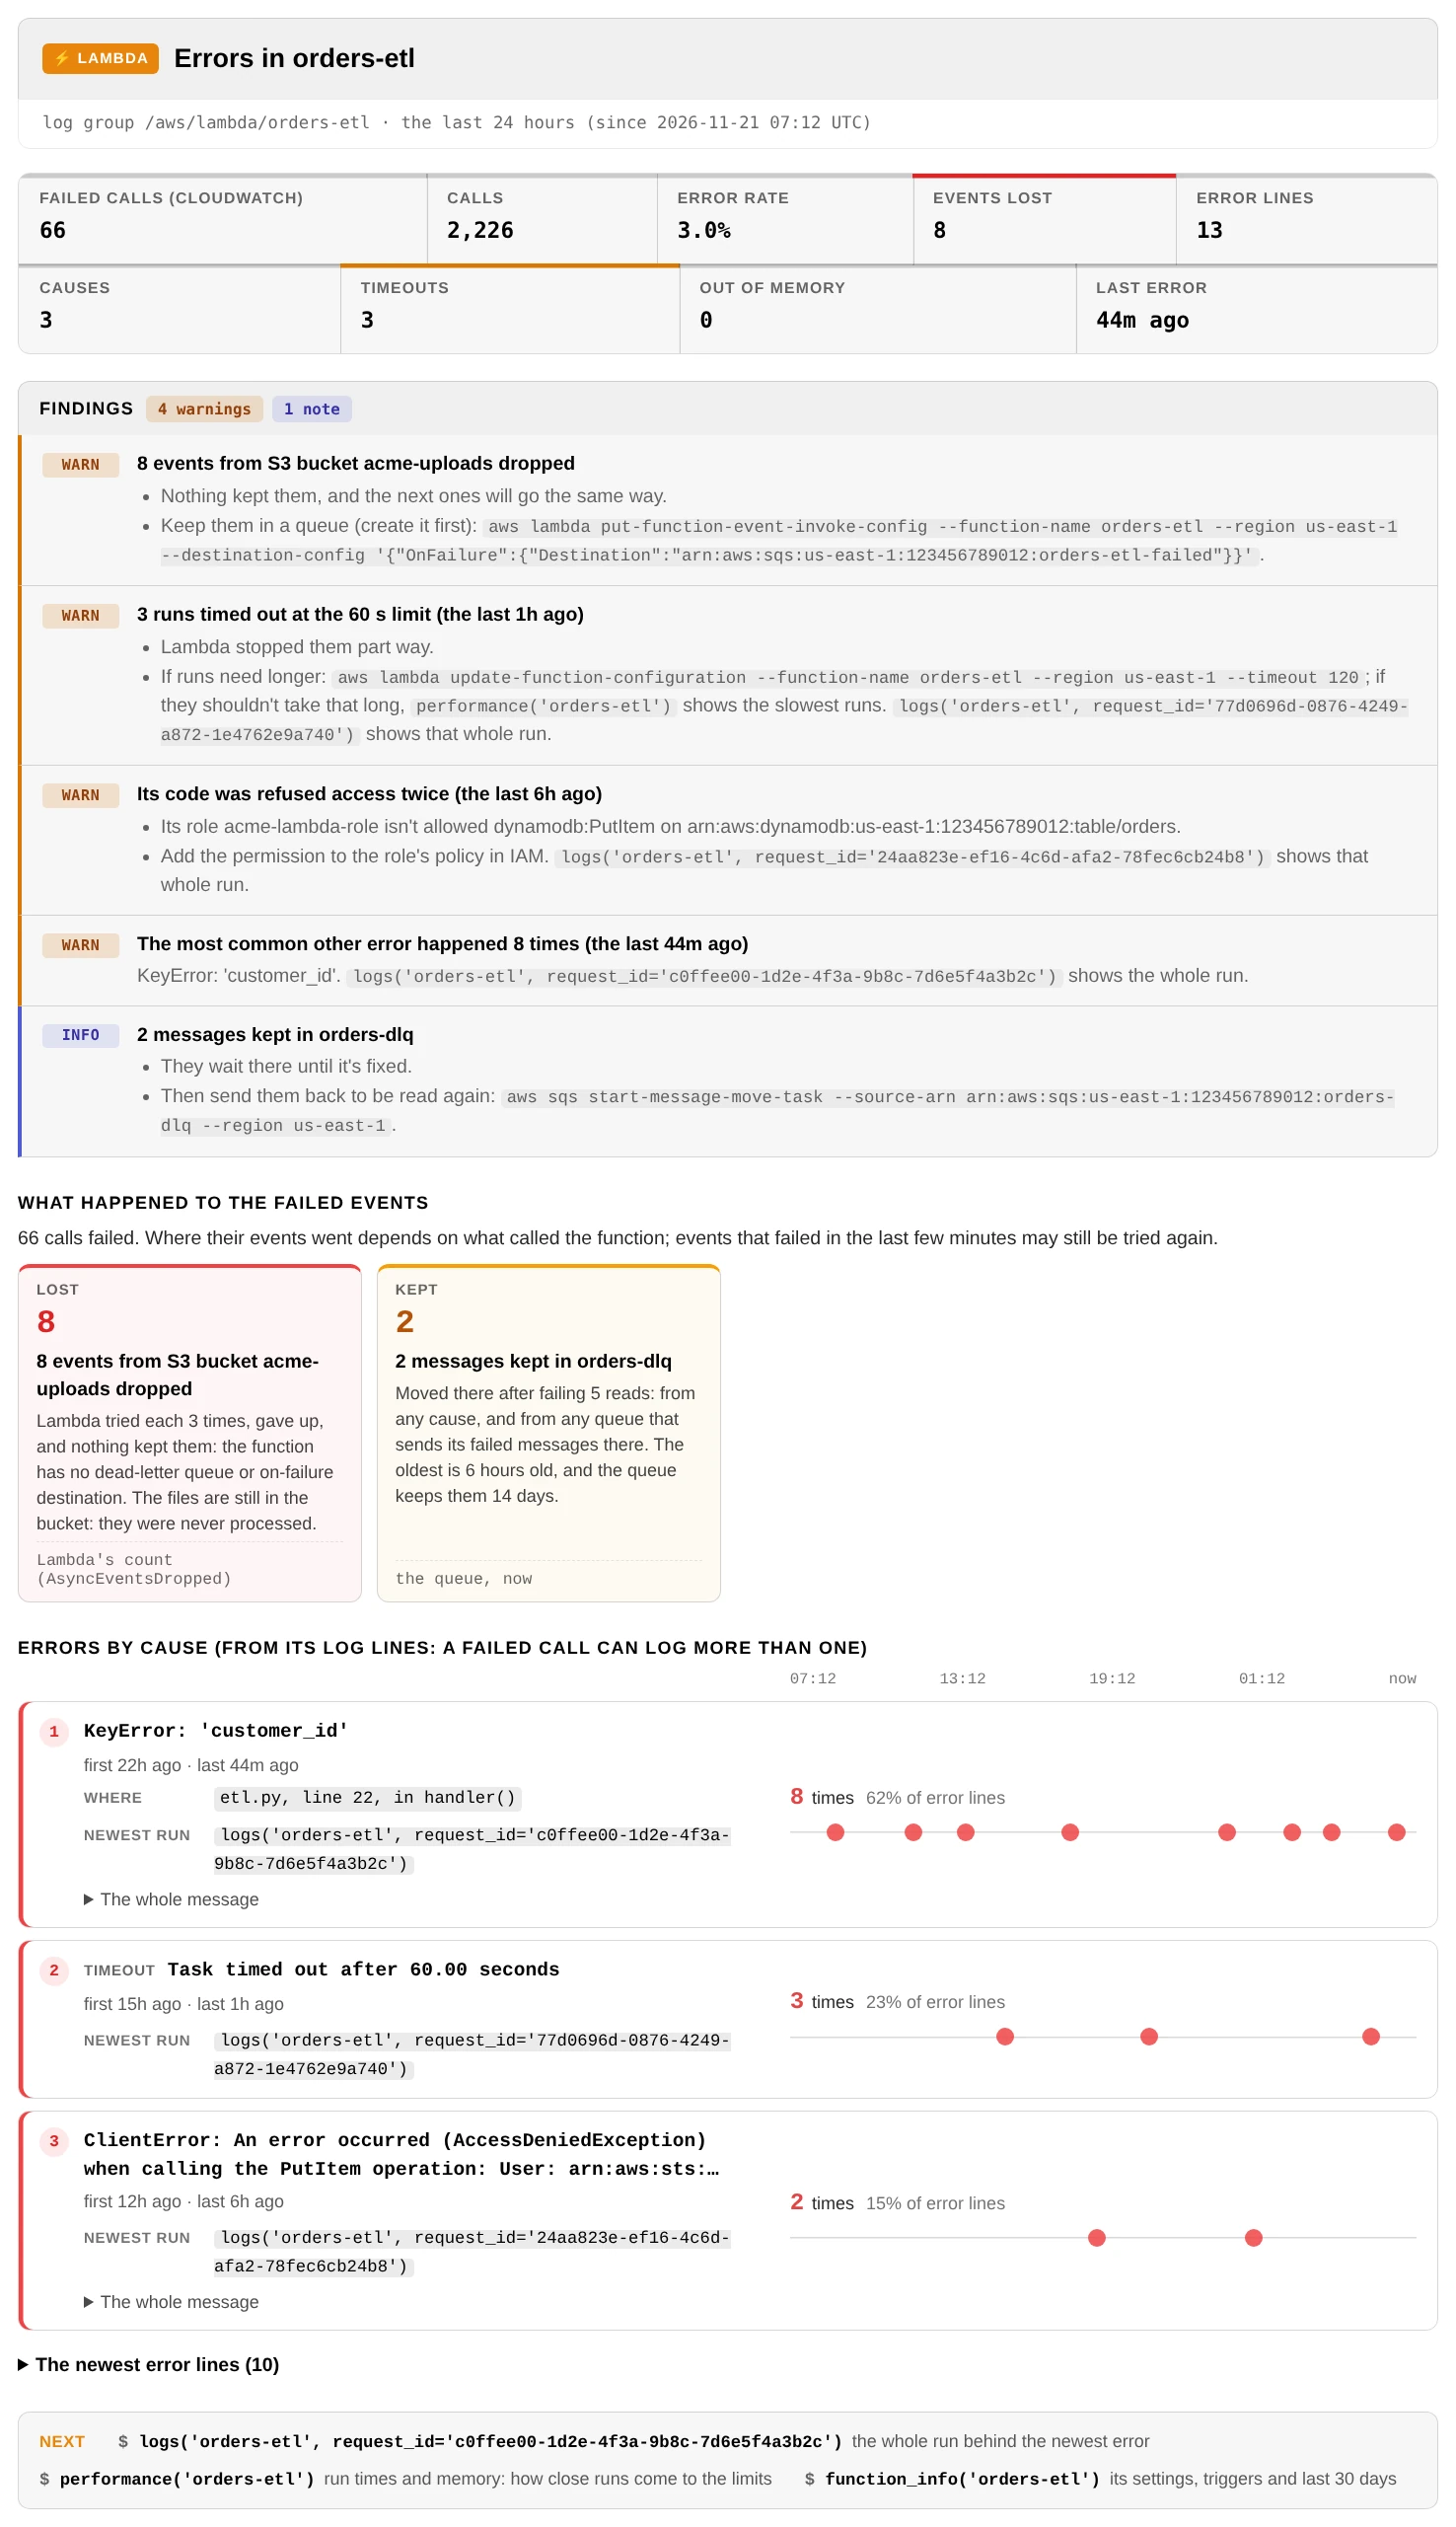 ⚡ LAMBDA Errors in orders-etl
log group /aws/lambda/orders-etl · the last 24 hours (since 2026-11-21 07:12 UTC)
FAILED CALLS (CLOUDWATCH)
66
CALLS
2,226
ERROR RATE
3.0%
EVENTS LOST
8
ERROR LINES
13
CAUSES
3
TIMEOUTS
3
OUT OF MEMORY
0
LAST ERROR
44m ago
FINDINGS 4 warnings 1 note
WARN 8 events from S3 bucket acme-uploads dropped
• Nothing kept them, and the next ones will go the same way.
• Keep them in a queue (create it first): aws lambda put-function-event-invoke-config --function-name orders-etl --region us-east-1
--destination-config '{"OnFailure":{"Destination":"arn:aws:sqs:us-east-1:123456789012:orders-etl-failed"}}'.
WARN 3 runs timed out at the 60 s limit (the last 1h ago)
• Lambda stopped them part way.
• If runs need longer: aws lambda update-function-configuration --function-name orders-etl --region us-east-1 --timeout 120; if
they shouldn't take that long, performance('orders-etl') shows the slowest runs. logs('orders-etl', request_id='77d0696d-0876-4249-
a872-1e4762e9a740') shows that whole run.
WARN Its code was refused access twice (the last 6h ago)
• Its role acme-lambda-role isn't allowed dynamodb:PutItem on arn:aws:dynamodb:us-east-1:123456789012:table/orders.
• Add the permission to the role's policy in IAM. logs('orders-etl', request_id='24aa823e-ef16-4c6d-afa2-78fec6cb24b8') shows that
whole run.
WARN The most common other error happened 8 times (the last 44m ago)
KeyError: 'customer_id'. logs('orders-etl', request_id='c0ffee00-1d2e-4f3a-9b8c-7d6e5f4a3b2c') shows the whole run.
INFO 2 messages kept in orders-dlq
• They wait there until it's fixed.
• Then send them back to be read again: aws sqs start-message-move-task --source-arn arn:aws:sqs:us-east-1:123456789012:orders-
dlq --region us-east-1.
WHAT HAPPENED TO THE FAILED EVENTS
66 calls failed. Where their events went depends on what called the function; events that failed in the last few minutes may still be tried again.
LOST
8
8 events from S3 bucket acme-
uploads dropped
Lambda tried each 3 times, gave up,
and nothing kept them: the function
has no dead-letter queue or on-failure
destination. The files are still in the
bucket: they were never processed.
Lambda's count
(AsyncEventsDropped)
KEPT
2
2 messages kept in orders-dlq
Moved there after failing 5 reads: from
any cause, and from any queue that
sends its failed messages there. The
oldest is 6 hours old, and the queue
keeps them 14 days.
the queue, now
ERRORS BY CAUSE (FROM ITS LOG LINES: A FAILED CALL CAN LOG MORE THAN ONE)
07:12 13:12 19:12 01:12 now
1 KeyError: 'customer_id'
first 22h ago · last 44m ago
WHERE etl.py, line 22, in handler()
NEWEST RUN logs('orders-etl', request_id='c0ffee00-1d2e-4f3a-
9b8c-7d6e5f4a3b2c')
▶ The whole message
8 times 62% of error lines
2 TIMEOUT Task timed out after 60.00 seconds
first 15h ago · last 1h ago
NEWEST RUN logs('orders-etl', request_id='77d0696d-0876-4249-
a872-1e4762e9a740')
3 times 23% of error lines
3 ClientError: An error occurred (AccessDeniedException)
when calling the PutItem operation: User: arn:aws:sts:…
first 12h ago · last 6h ago
NEWEST RUN logs('orders-etl', request_id='24aa823e-ef16-4c6d-
afa2-78fec6cb24b8')
▶ The whole message
2 times 15% of error lines
▶ The newest error lines (10)
NEXT $ logs('orders-etl', request_id='c0ffee00-1d2e-4f3a-9b8c-7d6e5f4a3b2c') the whole run behind the newest error
$ performance('orders-etl') run times and memory: how close runs come to the limits $ function_info('orders-etl') its settings, triggers and last 30 days